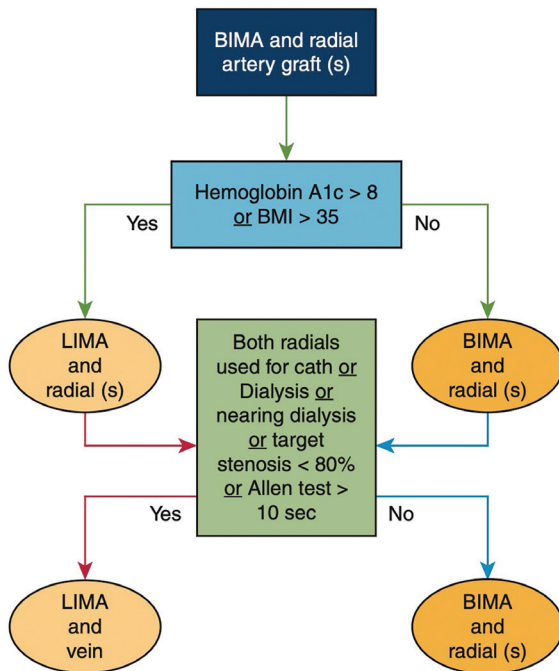 BIMA and radial
artery graft (s)
Hemoglobin A1c > 8
or BMI > 35
Yes
No
LIMA
and
radial (s)
Both radials
used for cath or
Dialysis or
nearing dialysis
or target
stenosis < 80%
or Allen test >
10 sec
BIMA
and
radial (s)
Yes
No
LIMA
and
vein
BIMA
and
radial (s)